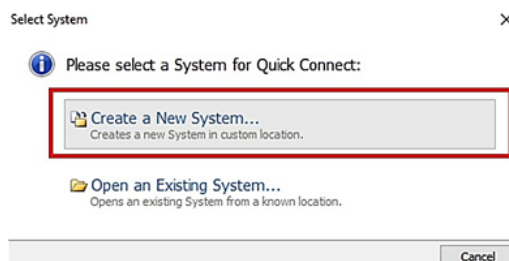 Select System
Please select a System for Quick Connect:
Create a New System...
Creates a new System in custom location.
Open an Existing System...
Opens an existing System from a known location.
Cancel